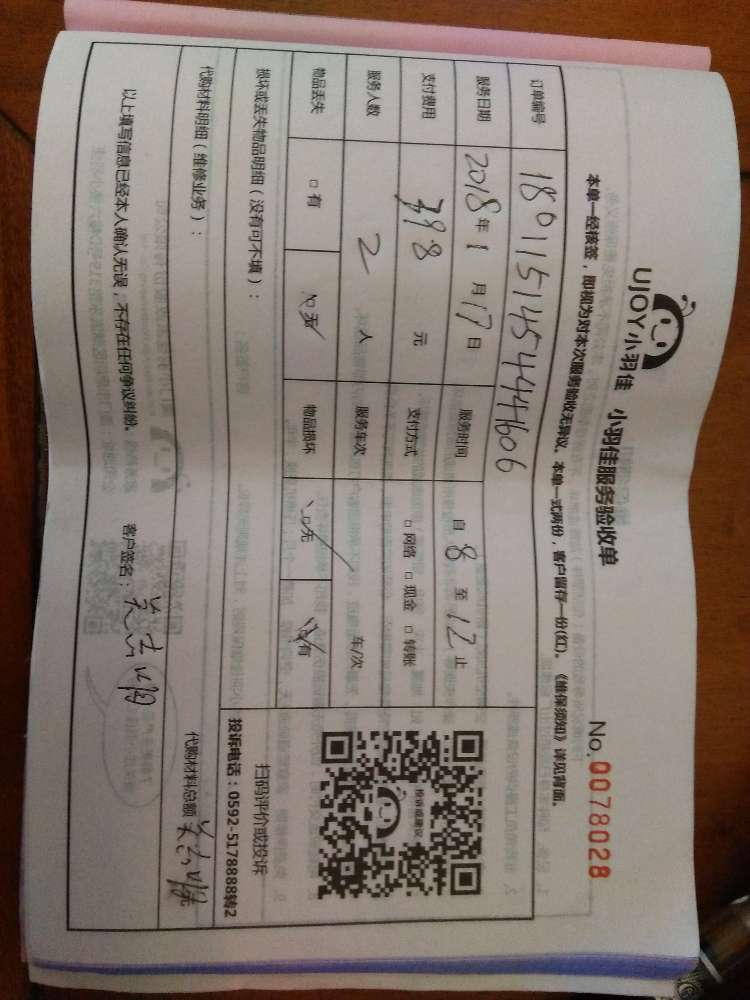 UJOY小羽佳 小羽佳服务验收单
No.0078028
本单一经核签，即视为对本次服务验收无异议。本单一式两份，客户留存一份(红)。《维保须知》详见背面。
订单编号 180115145444606
服务日期 2018年1月17日 服务时间 自8至12止
支付费用 398元 支付方式 □网络 □现金 □转账
服务人数 2人 服务车次 车/次
物品丢失 □有 □无 物品损坏 □无 □有
损坏或丢失物品明细（没有可不填）：
投诉或建议
扫码评价或投诉
投诉电话：0592-5178888转2
代购材料明细（维修业务）：
代购材料总额
以上填写信息已经本人确认无误，不存在任何争议纠纷。
客户签名：